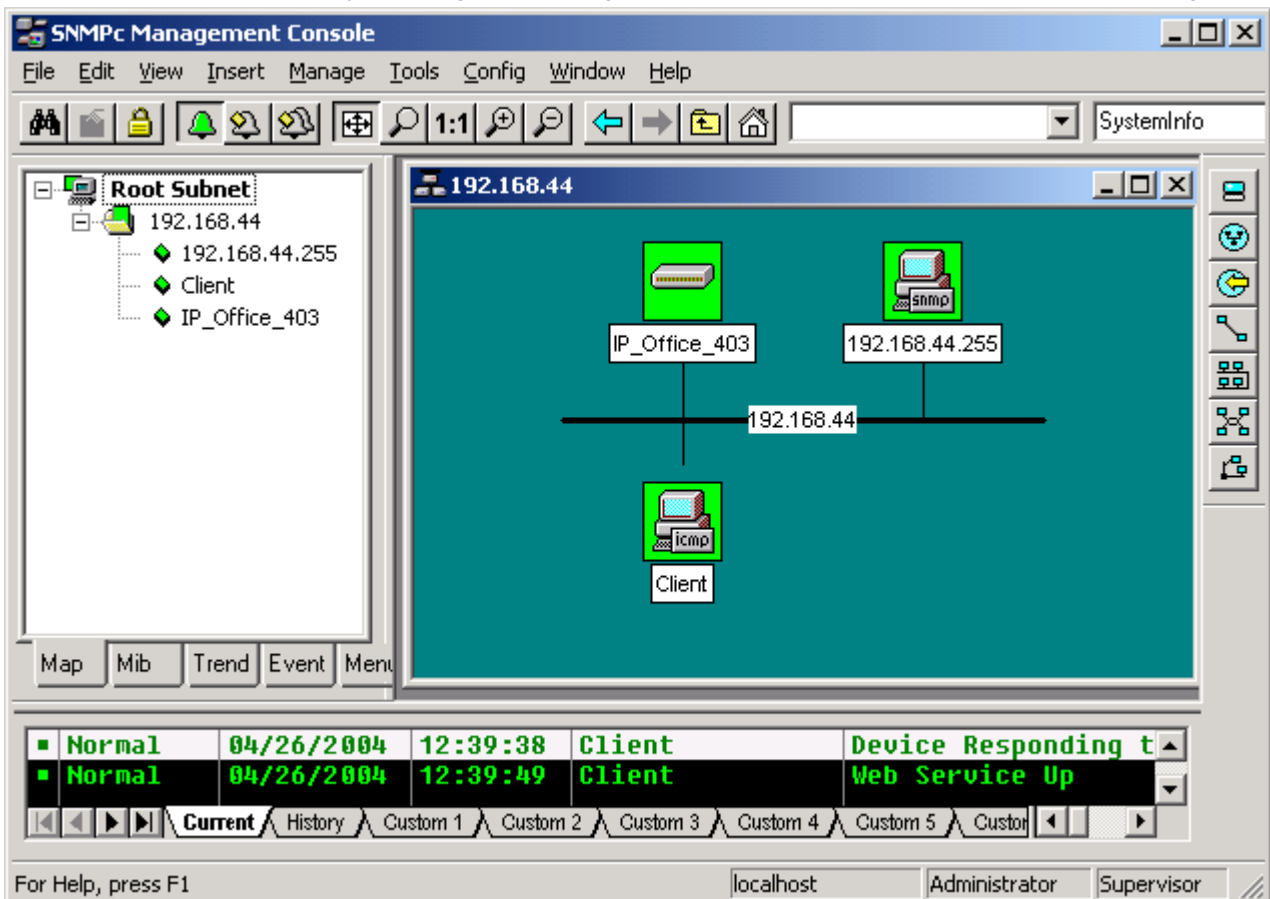 SNMPc Management Console
File Edit View Insert Manage Tools Config Window Help
1:1 SystemInfo
Root Subnet
192.168.44
192.168.44.255
Client
IP_Office_403
Map Mib Trend Event Menu
192.168.44
snmp
IP_Office_403 192.168.44.255
192.168.44
icmp
Client
Normal 04/26/2004 12:39:38 Client Device Responding t
Normal 04/26/2004 12:39:49 Client Web Service Up
Current History Custom 1 Custom 2 Custom 3 Custom 4 Custom 5 Custom
For Help, press F1 localhost Administrator Supervisor